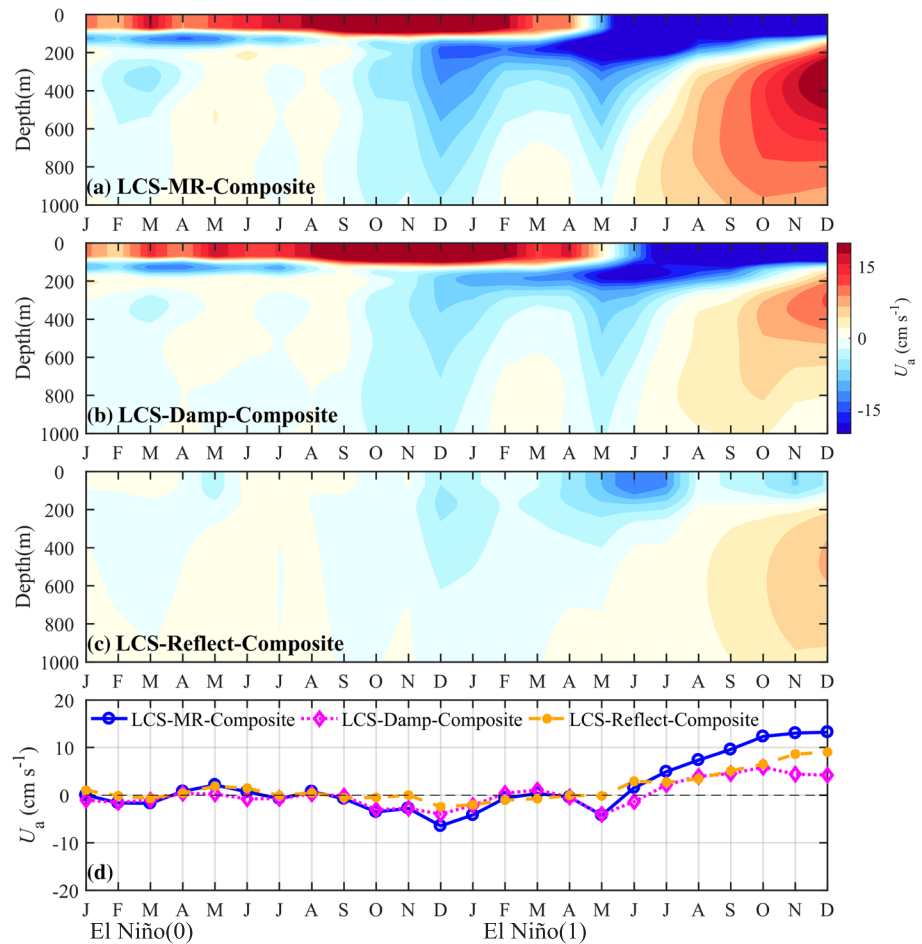 0
200
400
600
800
1000
Depth(m)
(a) LCS-MR-Composite
J F M A M J J A S O N D J F M A M J J A S O N D
0
200
400
600
800
1000
Depth(m)
(b) LCS-Damp-Composite
15
0
-15
Ua (cm s-1)
J F M A M J J A S O N D J F M A M J J A S O N D
0
200
400
600
800
1000
Depth(m)
(c) LCS-Reflect-Composite
J F M A M J J A S O N D J F M A M J J A S O N D
20
10
0
-10
-20
Ua (cm s-1)
LCS-MR-Composite LCS-Damp-Composite LCS-Reflect-Composite
(d)
J F M A M J J A S O N D J F M A M J J A S O N D
El Niño(0) El Niño(1)